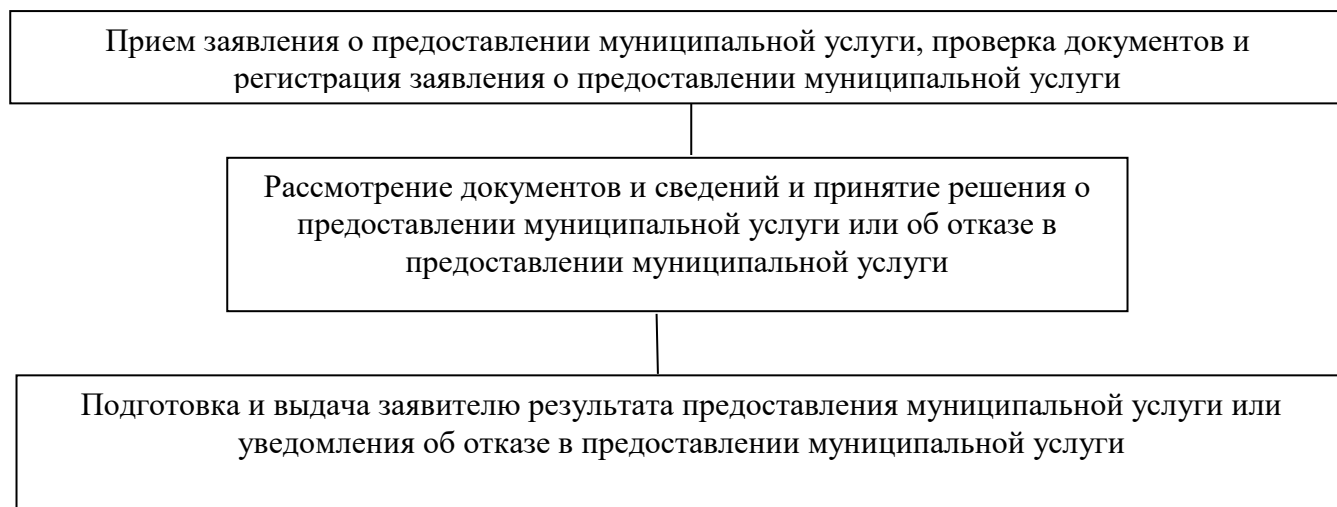 Прием заявления о предоставлении муниципальной услуги, проверка документов и
регистрация заявления о предоставлении муниципальной услуги
Рассмотрение документов и сведений и принятие решения о
предоставлении муниципальной услуги или об отказе в
предоставлении муниципальной услуги
Подготовка и выдача заявителю результата предоставления муниципальной услуги или
уведомления об отказе в предоставлении муниципальной услуги